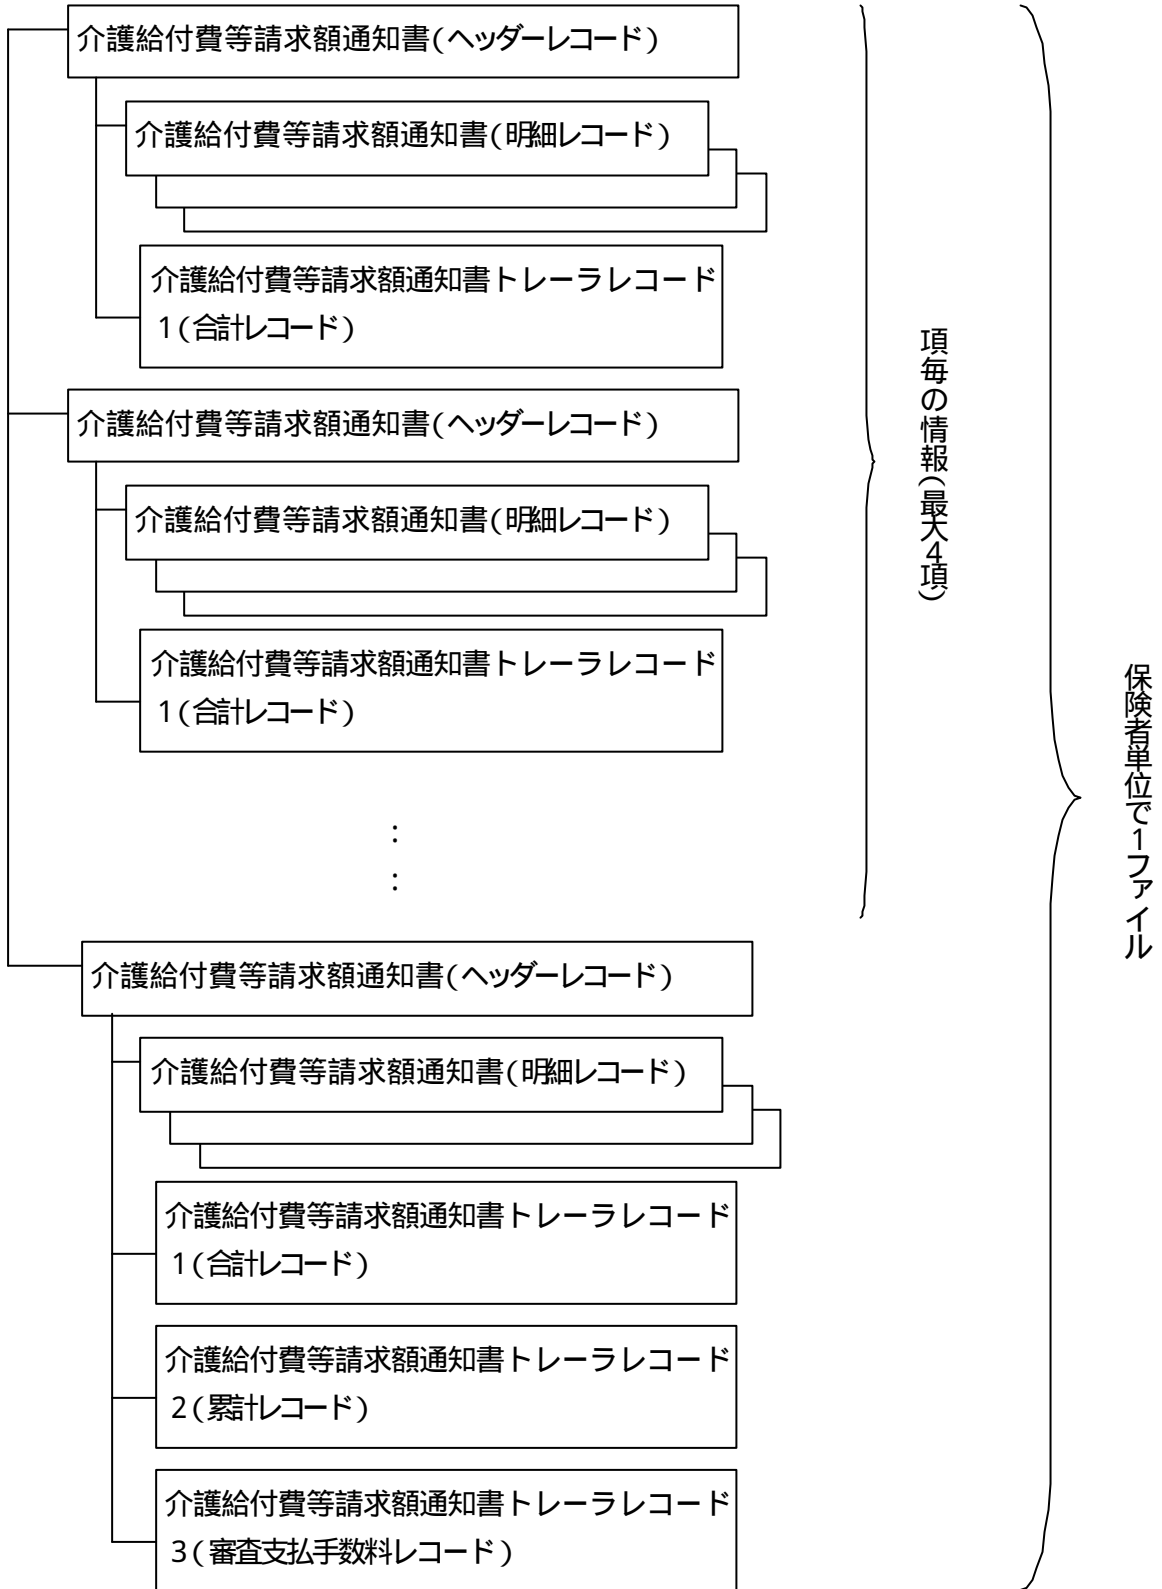 介護給付費等請求額通知書(ヘッダーレコード)
介護給付費等請求額通知書(明細レコード)
介護給付費等請求額通知書トレーラレコード
1(合計レコード)
介護給付費等請求額通知書(ヘッダーレコード)
介護給付費等請求額通知書(明細レコード)
介護給付費等請求額通知書トレーラレコード
1(合計レコード)
:
:
介護給付費等請求額通知書(ヘッダーレコード)
介護給付費等請求額通知書(明細レコード)
介護給付費等請求額通知書トレーラレコード
1(合計レコード)
介護給付費等請求額通知書トレーラレコード
2(累計レコード)
介護給付費等請求額通知書トレーラレコード
3(審査支払手数料レコード)
項毎の情報(最大4項)
保険者単位で1ファイル